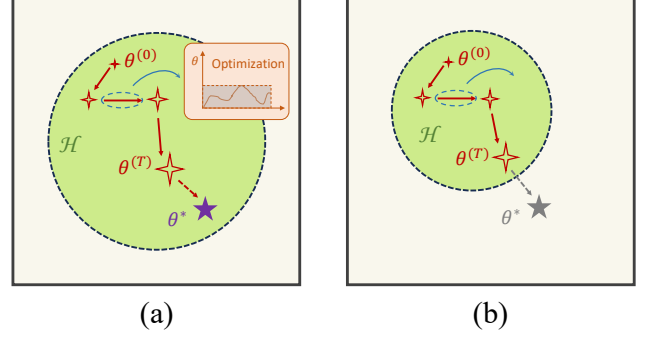 θ^{(0)}
θ
Optimization
ℋ
θ^{(T)}
θ*
(a)
θ^{(0)}
ℋ
θ^{(T)}
θ*
(b)